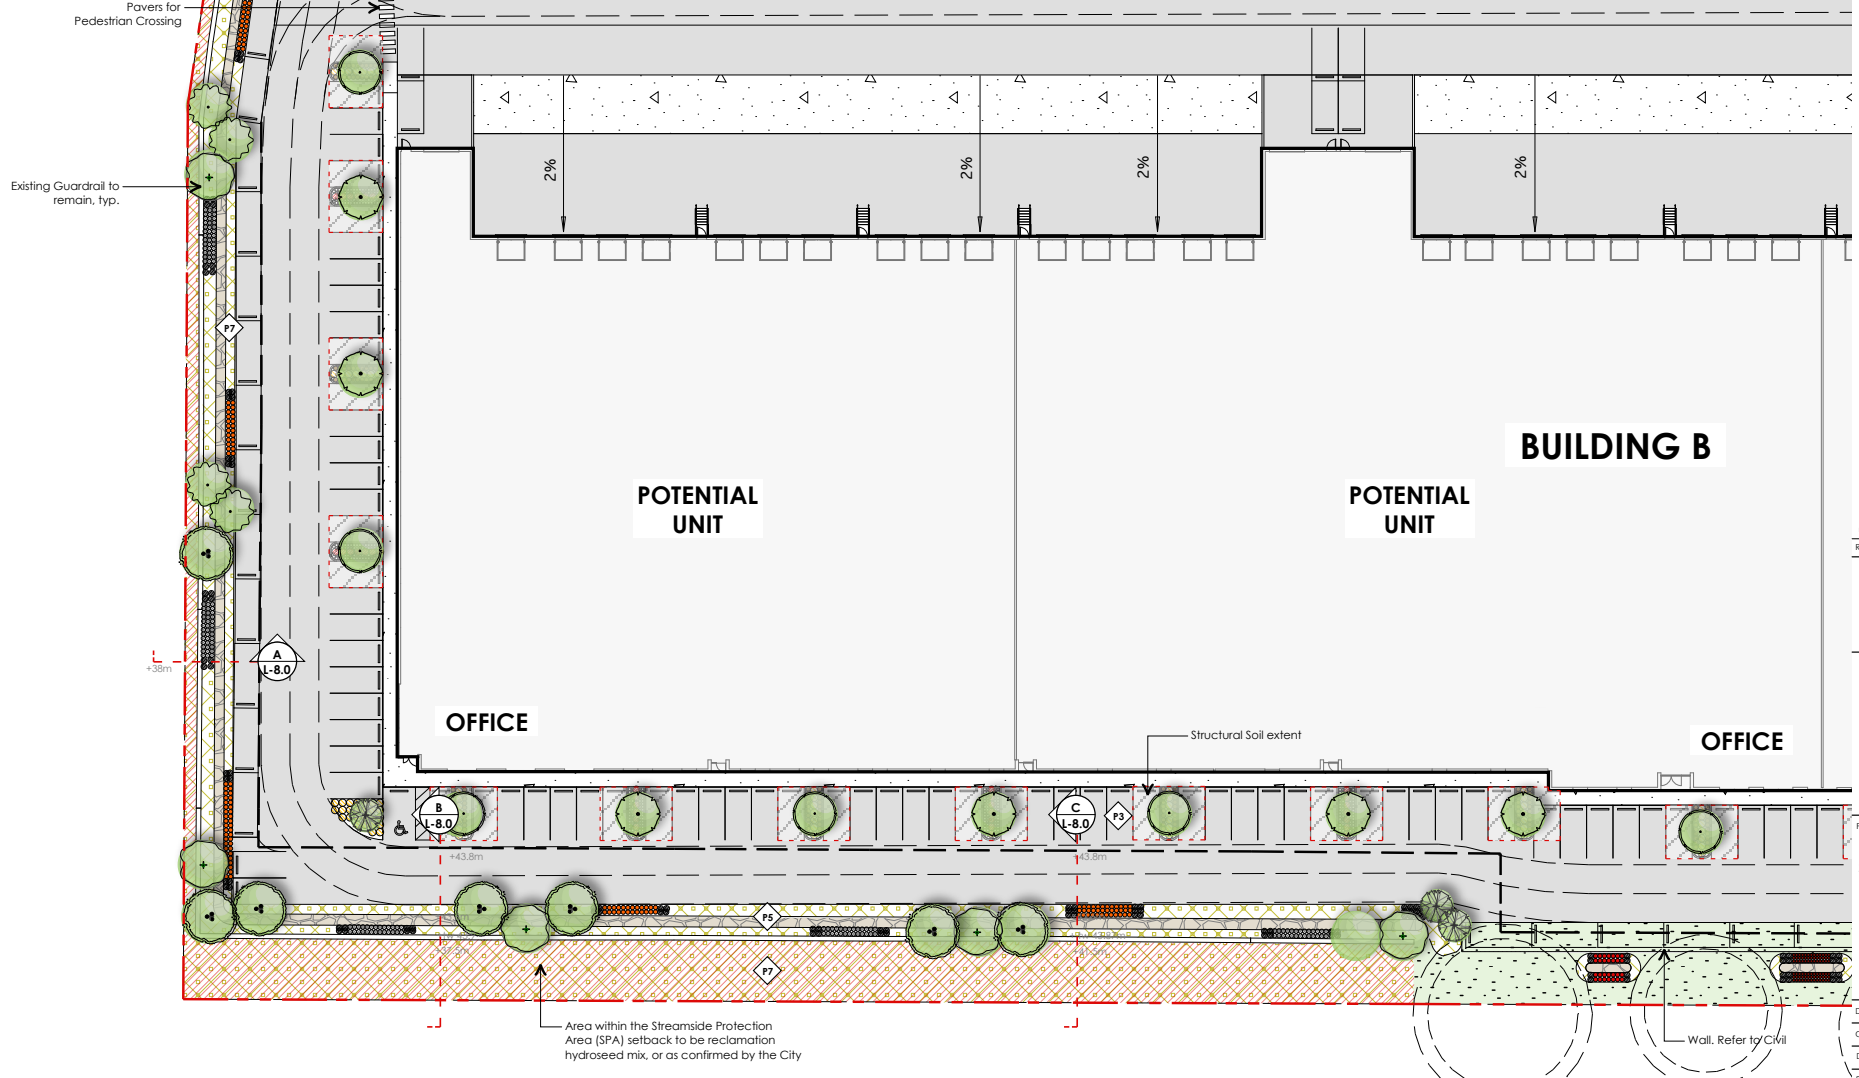 Pavers for
Pedestrian Crossing
2%
2%
2%
2%
Existing Guardrail to
remain, typ.
P7
BUILDING B
POTENTIAL
UNIT
POTENTIAL
UNIT
A
L-8.0
+38m
OFFICE
OFFICE
Structural Soil extent
B
L-8.0
C
L-8.0
P3
+43.8m
+43.8m
P5
P7
Area within the Streamside Protection
Area (SPA) setback to be reclamation
hydroseed mix, or as confirmed by the City
Wall. Refer to Civil